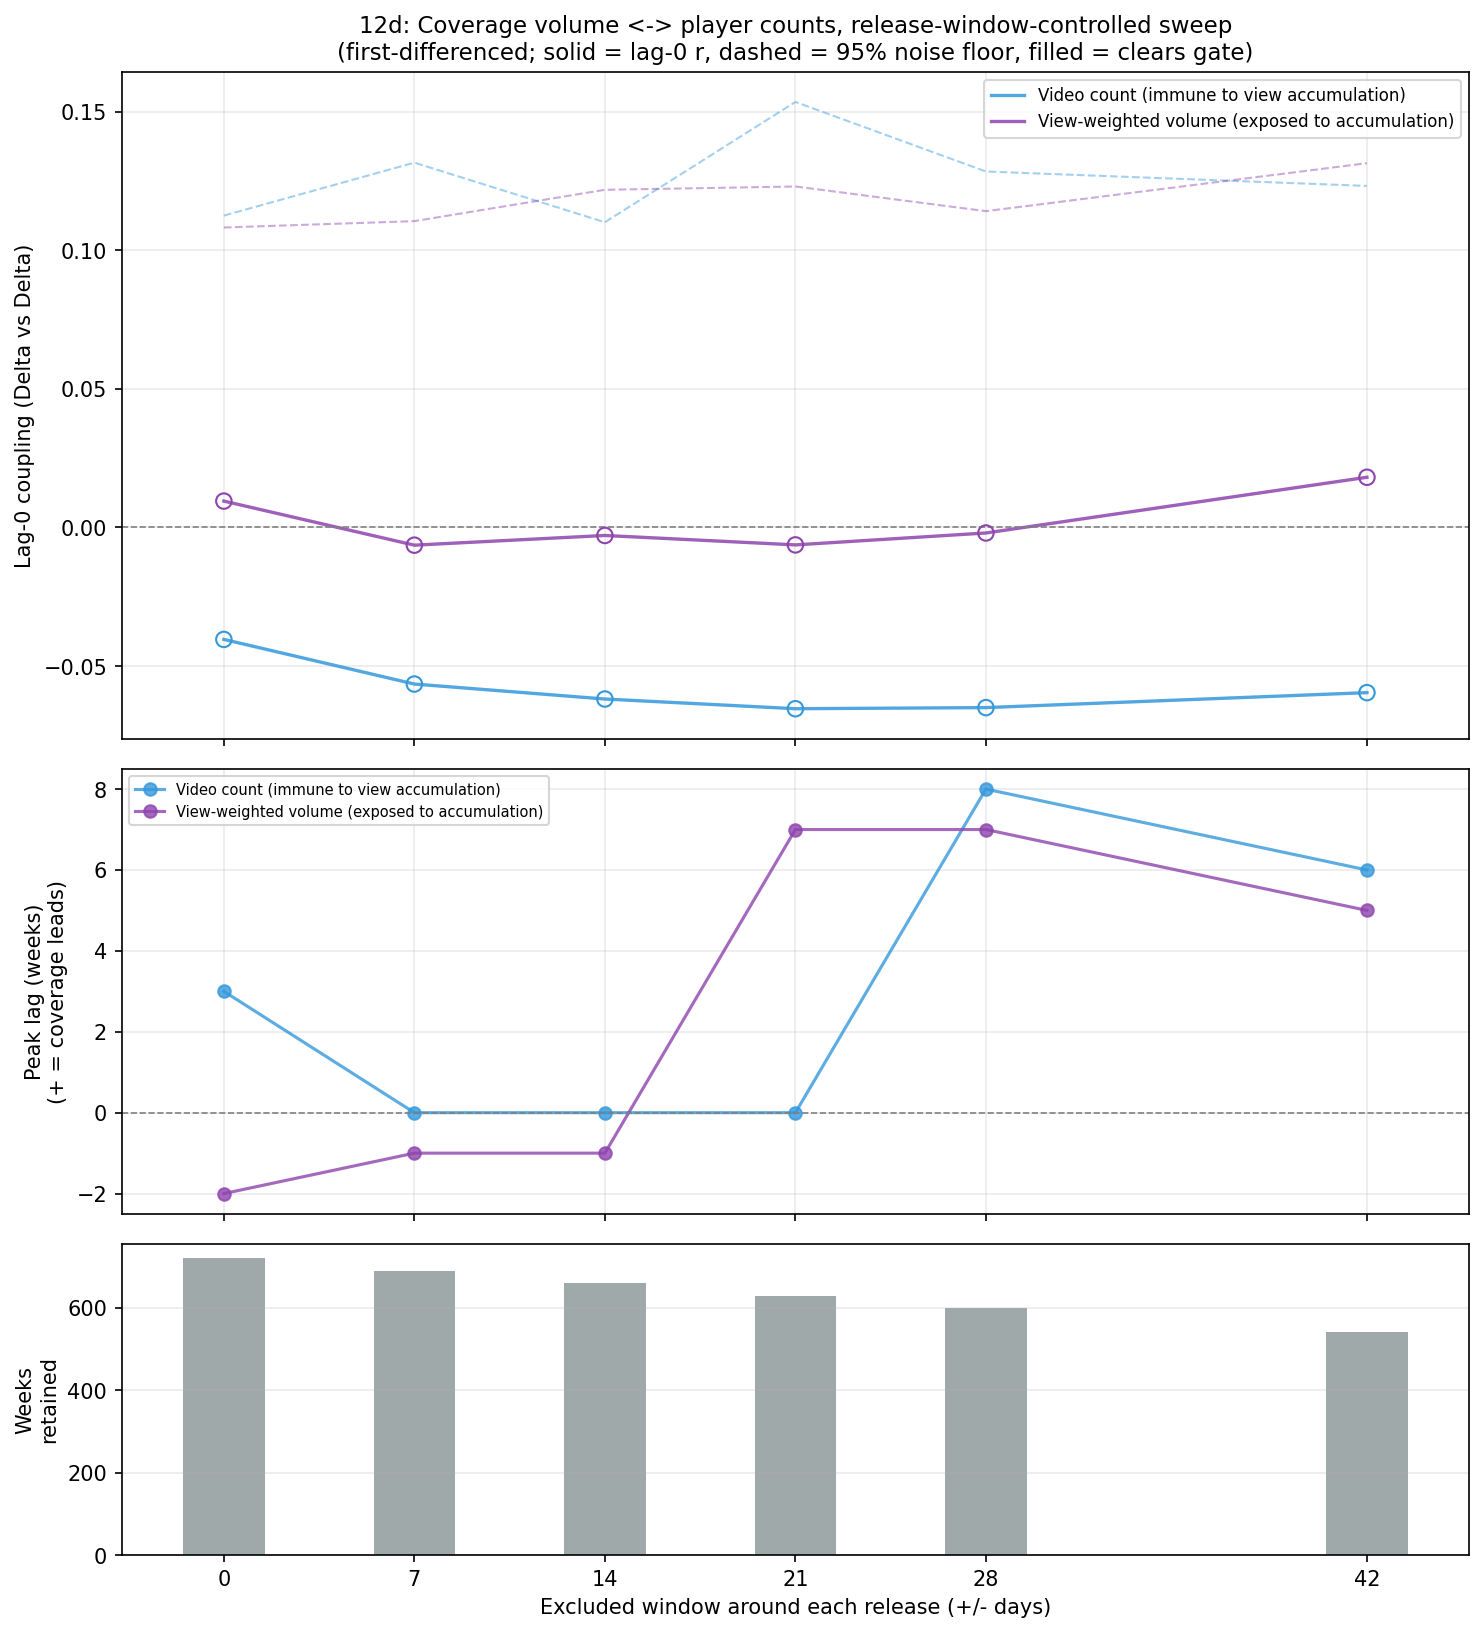 12d: Coverage volume <-> player counts, release-window-controlled sweep
(first-differenced; solid = lag-0 r, dashed = 95% noise floor, filled = clears gate)
Video count (immune to view accumulation)
View-weighted volume (exposed to accumulation)
Lag-0 coupling (Delta vs Delta)
0.15
0.10
0.05
0.00
−0.05
Video count (immune to view accumulation)
View-weighted volume (exposed to accumulation)
Peak lag (weeks)
(+ = coverage leads)
8
6
4
2
0
−2
Weeks
retained
600
400
200
0
0 7 14 21 28 42
Excluded window around each release (+/- days)